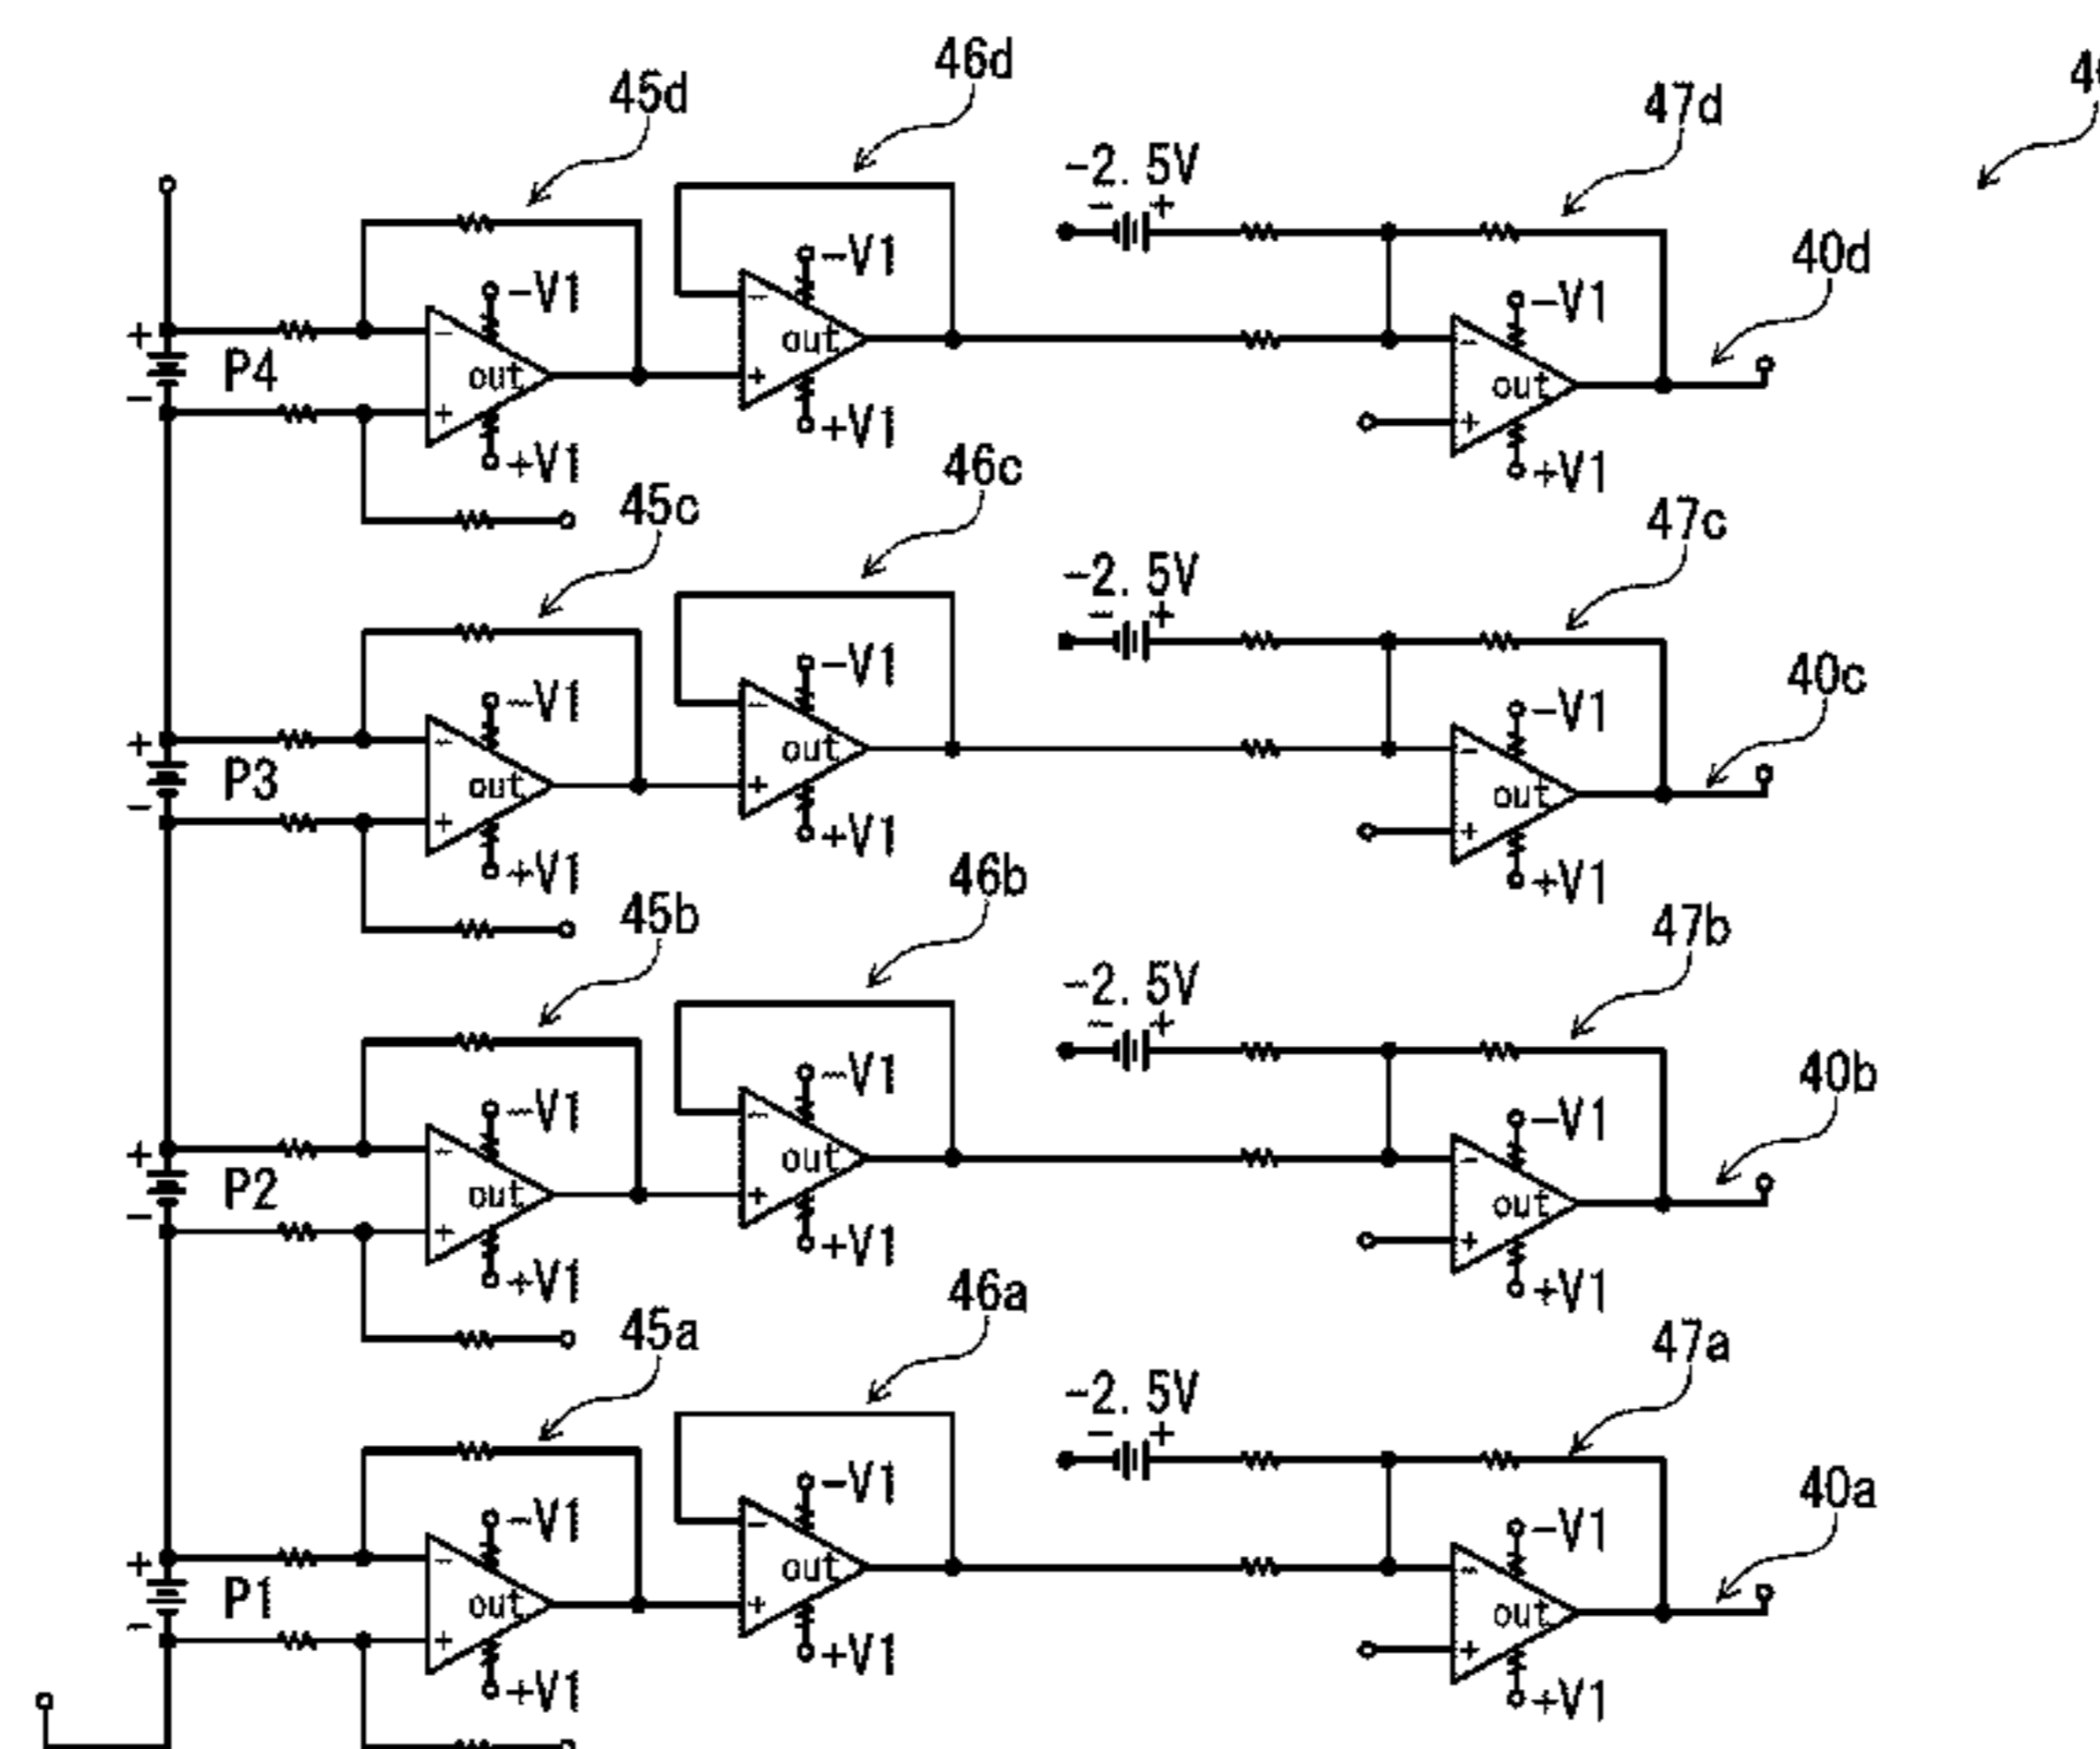 46d
45d
47d
-2.5V
- +
40d
-V1
-V1
-V1
+
-
out
-
P4
-
out
-
out
+
+
+
-
+V1
+V1
+V1
46c
45c
47c
-2.5V
- +
40c
-V1
-V1
-V1
+
-
out
-
P3
-
out
-
out
+
+
+
-
+V1
+V1
+V1
46b
45b
47b
-2.5V
- +
40b
-V1
-V1
-V1
+
-
out
-
P2
-
out
-
out
+
+
+
-
+V1
+V1
+V1
46a
45a
47a
-2.5V
- +
40a
-V1
-V1
-V1
+
-
out
-
P1
-
out
-
out
+
+
+
-
+V1
+V1
+V1